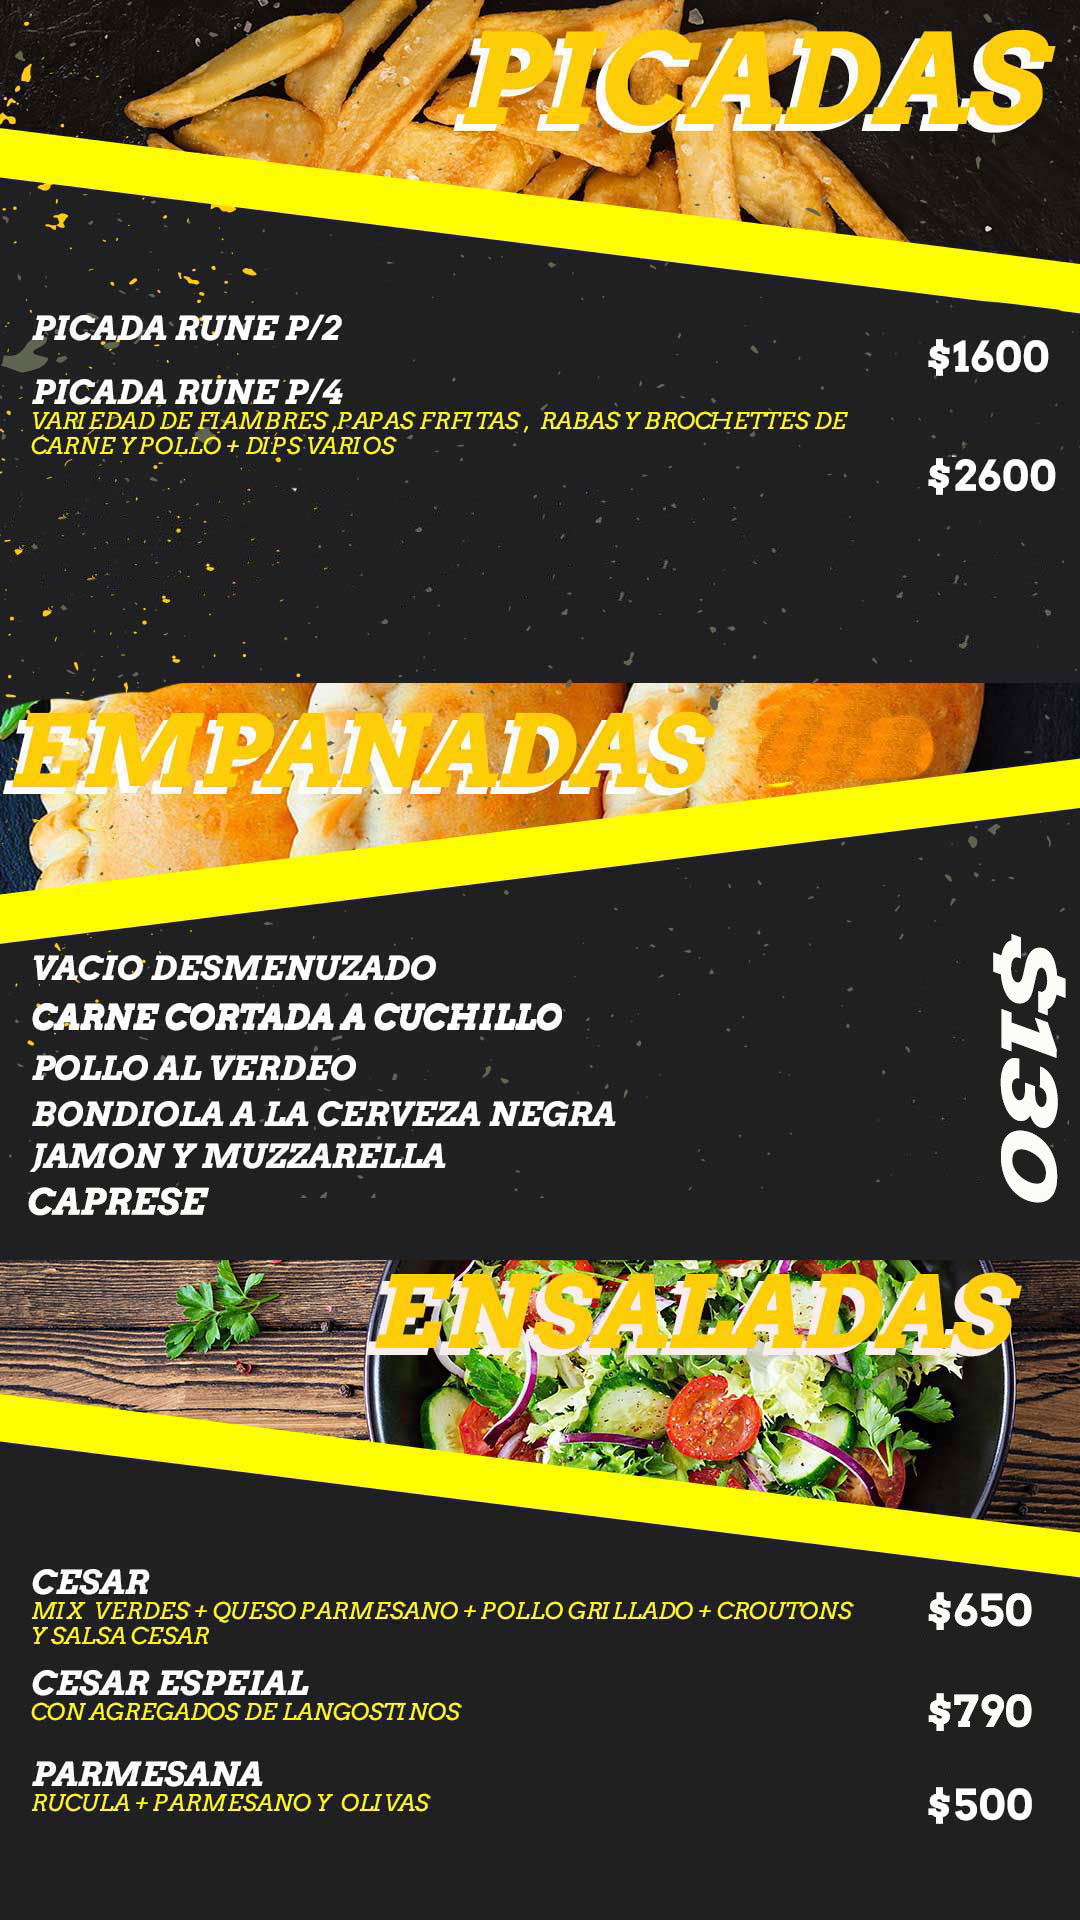 PICADAS
PICADA RUNE P/2
$1600
PICADA RUNE P/4
VARIEDAD DE FIAMBRES ,PAPAS FRFITAS , RABAS Y BROCHETTES DE
CARNE Y POLLO + DIPS VARIOS
$2600
EMPANADAS
VACIO DESMENUZADO
CARNE CORTADA A CUCHILLO
POLLO AL VERDEO
BONDIOLA A LA CERVEZA NEGRA
JAMON Y MUZZARELLA
CAPRESE
$130
ENSALADAS
CESAR
MIX VERDES + QUESO PARMESANO + POLLO GRILLADO + CROUTONS
Y SALSA CESAR
$650
CESAR ESPEIAL
CON AGREGADOS DE LANGOSTINOS
$790
PARMESANA
RUCULA + PARMESANO Y OLIVAS
$500